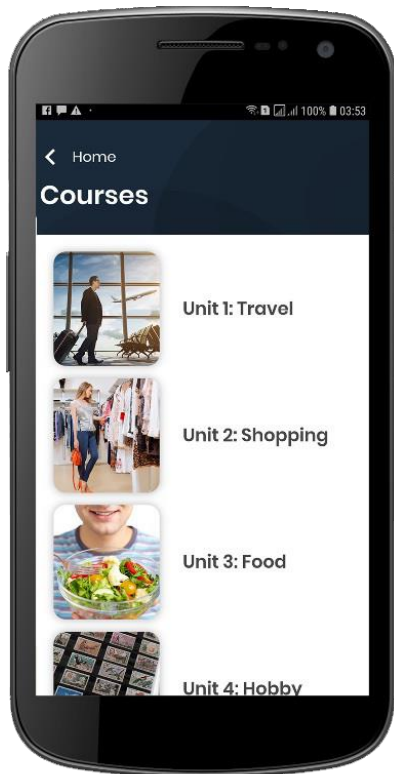 100% 03:53
Home
Courses
Unit 1: Travel
Unit 2: Shopping
Unit 3: Food
Unit 4: Hobby